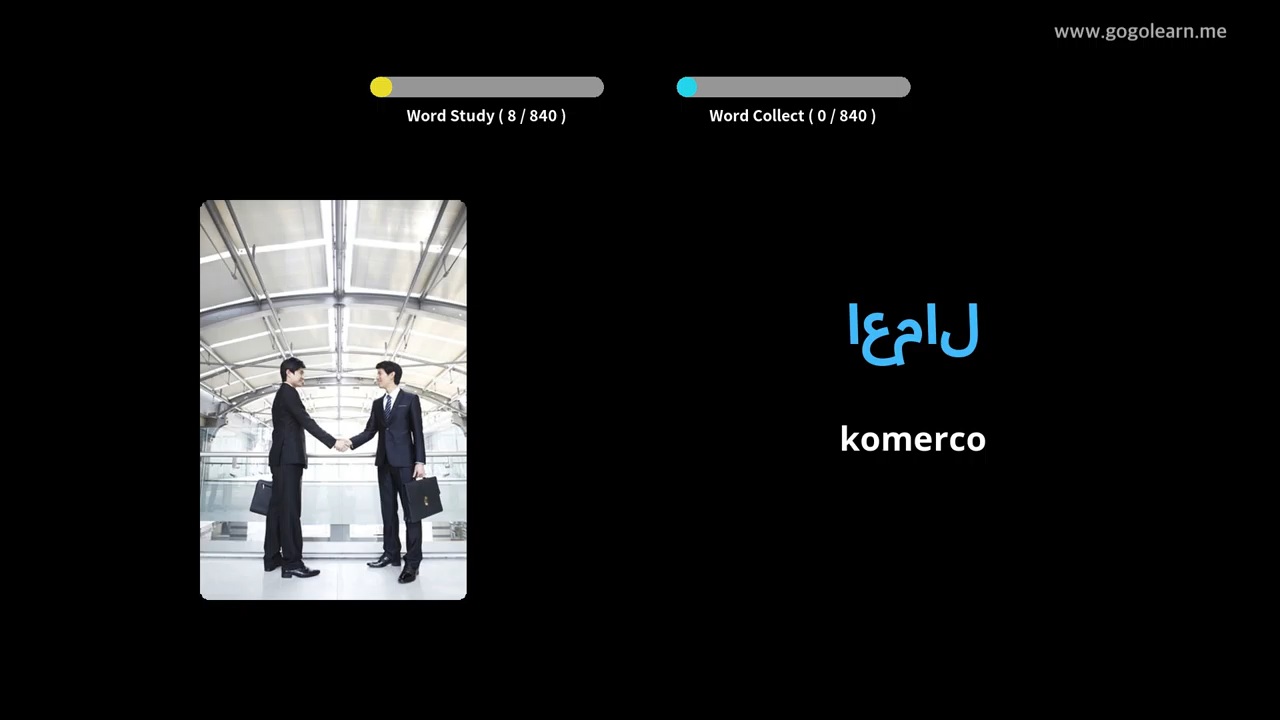 www.gogolearn.me
Word Study ( 8 / 840 )
Word Collect ( 0 / 840 )
اعمال
komerco